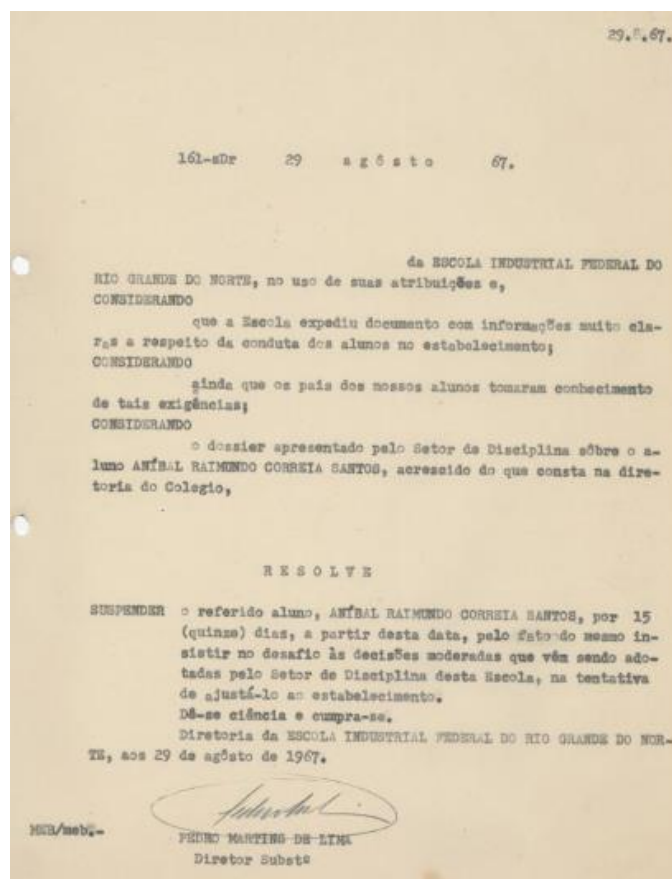 29.8.67.
161-sDr 29 a g ô s t o 67.
da ESCOLA INDUSTRIAL FEDERAL DO
RIO GRANDE DO NORTE, no uso de suas atribuições e,
CONSIDERANDO
que a Escola expediu documento com informações muito cla-
ras a respeito da conduta dos alunos no estabelecimento;
CONSIDERANDO
ainda que os pais dos nossos alunos tomaram conhecimento
de tais exigências;
CONSIDERANDO
o dossier apresentado pelo Setor de Disciplina sôbre o a-
luno ANÍBAL RAIMUNDO CORREIA SANTOS, acrescido do que consta na dire-
toria do Colegio,
R E S O L V E
SUSPENDER o referido aluno, ANÍBAL RAIMUNDO CORREIA SANTOS, por 15
(quinze) dias, a partir desta data, pelo fato do mesmo in-
sistir no desafio às decisões moderadas que vêm sendo ado-
tadas pelo Setor de Disciplina desta Escola, na tentativa
de ajustá-lo ao estabelecimento.
Dê-se ciência e cumpra-se.
Diretoria da ESCOLA INDUSTRIAL FEDERAL DO RIO GRANDE DO NOR-
TE, aos 29 de agôsto de 1967.
PEDRO MARTINS DE LIMA
MEB/meb.-
Diretor Substº